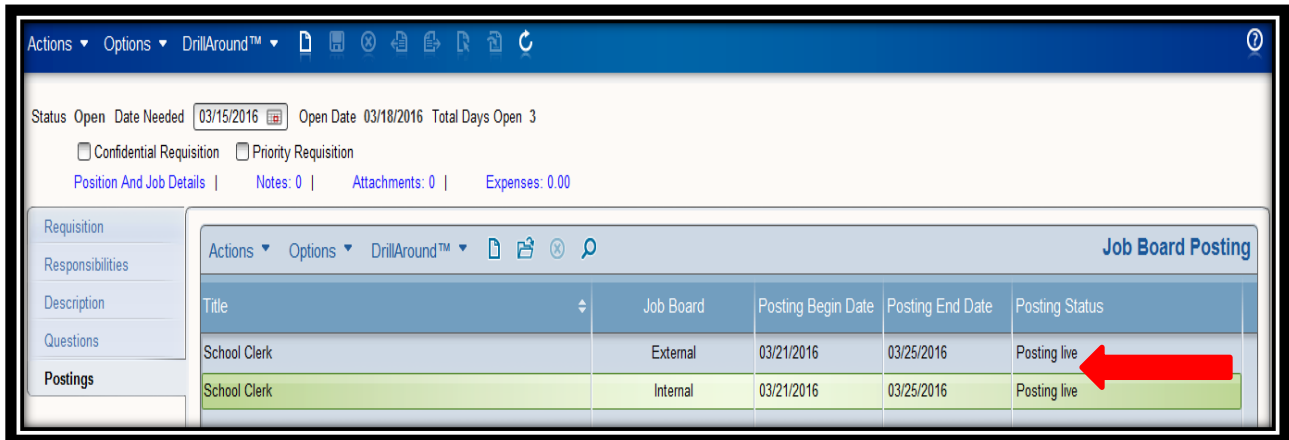 Actions Options DrillAround™
Status Open Date Needed 03/15/2016 Open Date 03/18/2016 Total Days Open 3
Confidential Requisition Priority Requisition
Position And Job Details | Notes: 0 | Attachments: 0 | Expenses: 0.00
Requisition
Responsibilities
Description
Questions
Postings
Actions Options DrillAround™ Job Board Posting
Title Job Board Posting Begin Date Posting End Date Posting Status
School Clerk External 03/21/2016 03/25/2016 Posting live
School Clerk Internal 03/21/2016 03/25/2016 Posting live